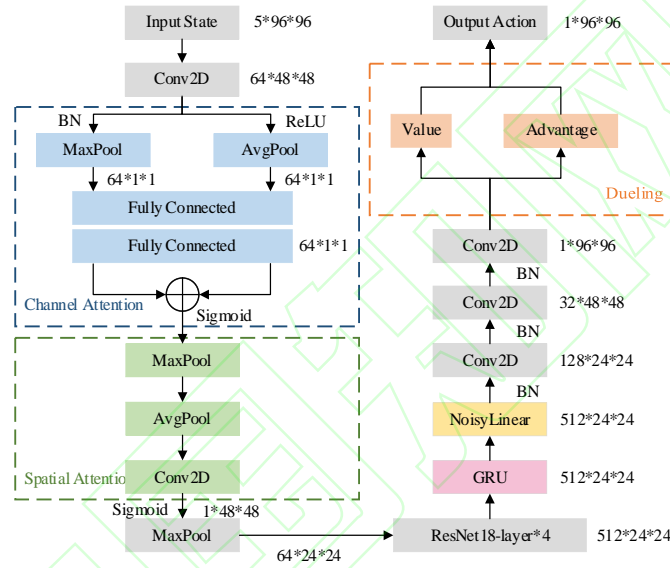 Input State
5*96*96
Conv2D
64*48*48
BN
ReLU
MaxPool
AvgPool
64*1*1
64*1*1
Fully Connected
Fully Connected
64*1*1
Channel Attention
Sigmoid
MaxPool
AvgPool
Conv2D
Spatial Attention
Sigmoid
1*48*48
MaxPool
64*24*24
ResNet18-layer*4
512*24*24
GRU
512*24*24
NoisyLinear
512*24*24
BN
Conv2D
128*24*24
BN
Conv2D
32*48*48
BN
Conv2D
1*96*96
Dueling
Value
Advantage
Output Action
1*96*96